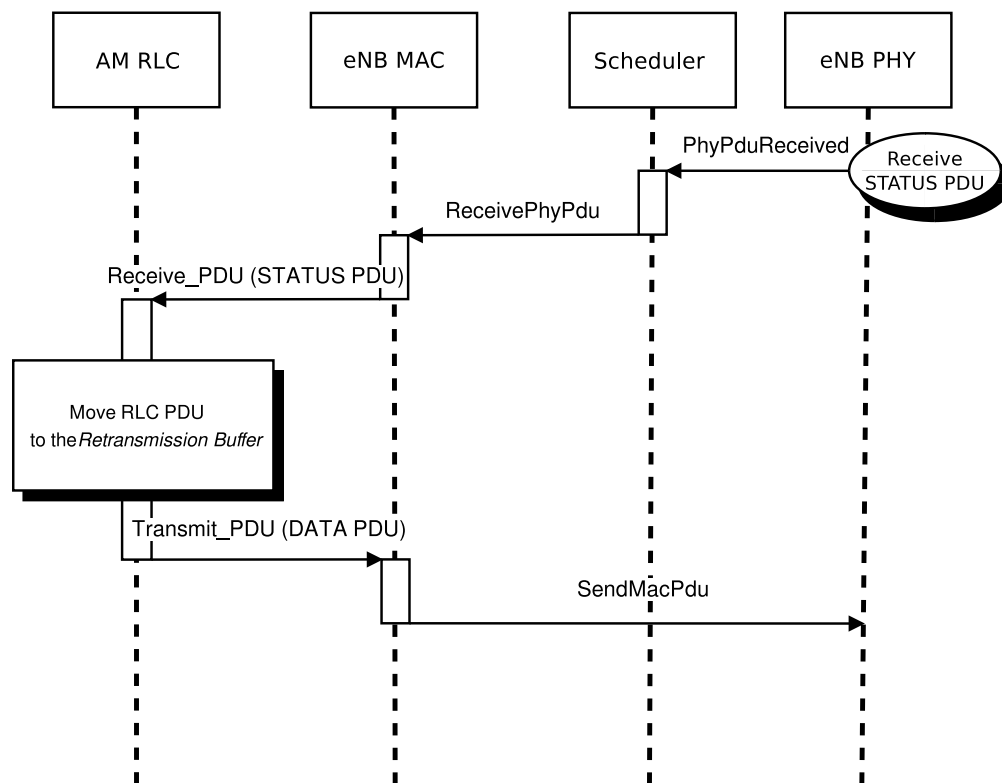 AM RLC
eNB MAC
Scheduler
eNB PHY
PhyPduReceived
Receive
STATUS PDU
ReceivePhyPdu
Receive_PDU (STATUS PDU)
Move RLC PDU
to the Retransmission Buffer
Transmit_PDU (DATA PDU)
SendMacPdu